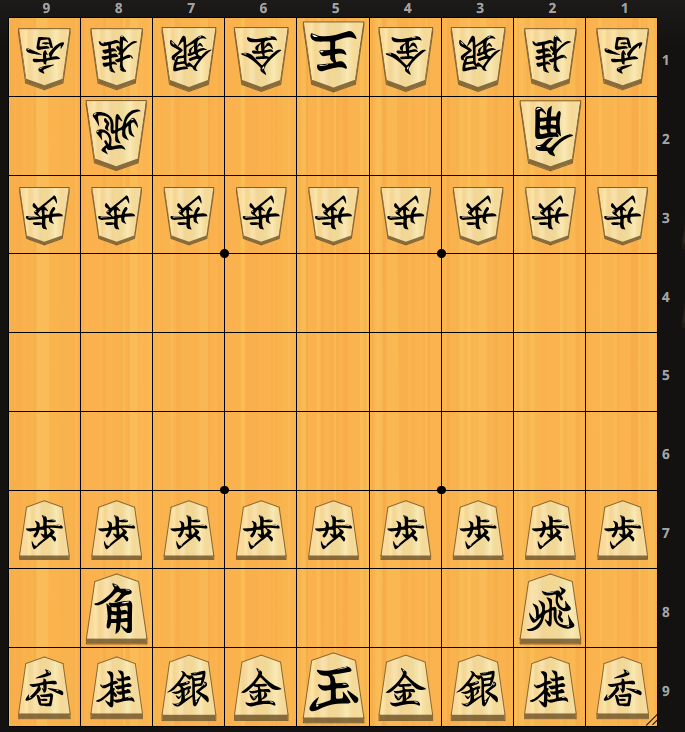 9 8 7 6 5 4 3 2 1
香 桂 銀 金 王 金 銀 桂 香 1
飛 角 2
歩 歩 歩 歩 歩 歩 歩 歩 歩 3
4
5
6
歩 歩 歩 歩 歩 歩 歩 歩 歩 7
角 飛 8
香 桂 銀 金 玉 金 銀 桂 香 9